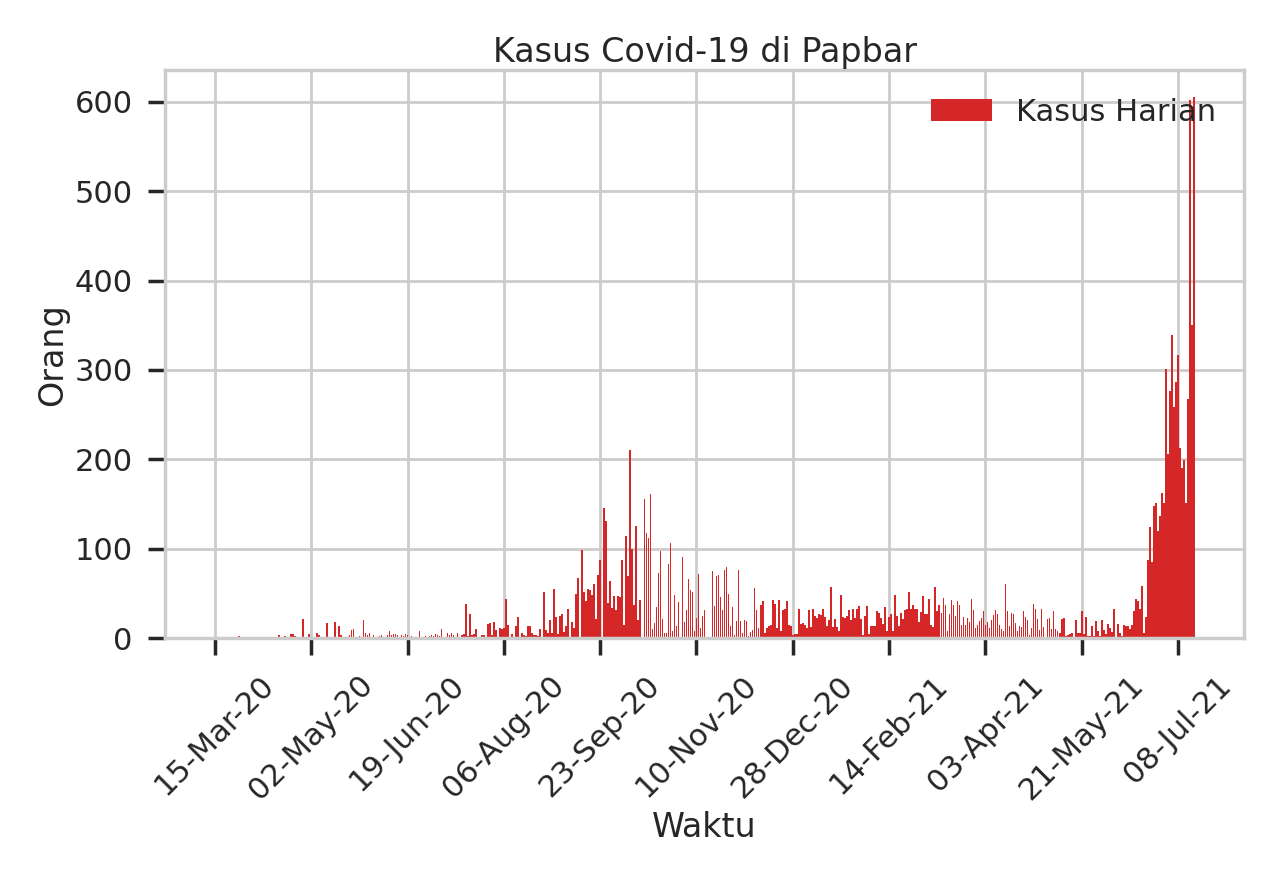 Kasus Covid-19 di Papbar
Kasus Harian
Orang
600
500
400
300
200
100
0
15-Mar-20
02-May-20
19-Jun-20
06-Aug-20
23-Sep-20
10-Nov-20
28-Dec-20
14-Feb-21
03-Apr-21
21-May-21
08-Jul-21
Waktu